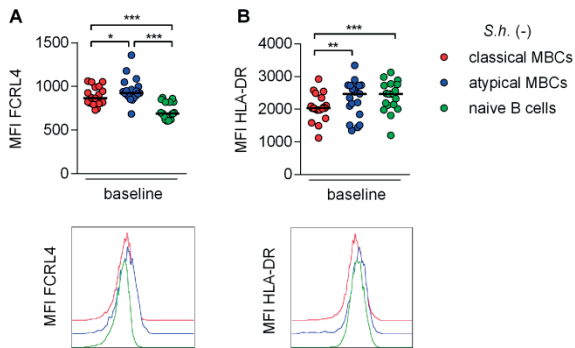 A
MFI FCRL4
1500
1000
500
0
***
*
***
baseline
MFI FCRL4
B
MFI HLA-DR
4000
3000
2000
1000
0
***
**
baseline
MFI HLA-DR
S.h. (-)
classical MBCs
atypical MBCs
naive B cells